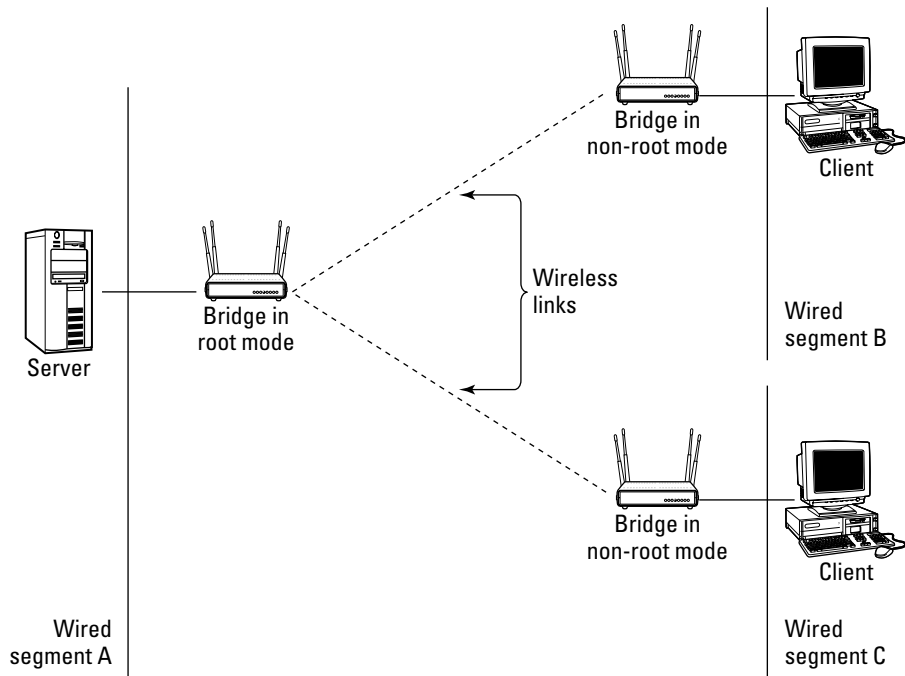 Bridge in
non-root mode
Client
Wireless
links
Wired
segment B
Server
Bridge in
root mode
Bridge in
non-root mode
Client
Wired
segment A
Wired
segment C